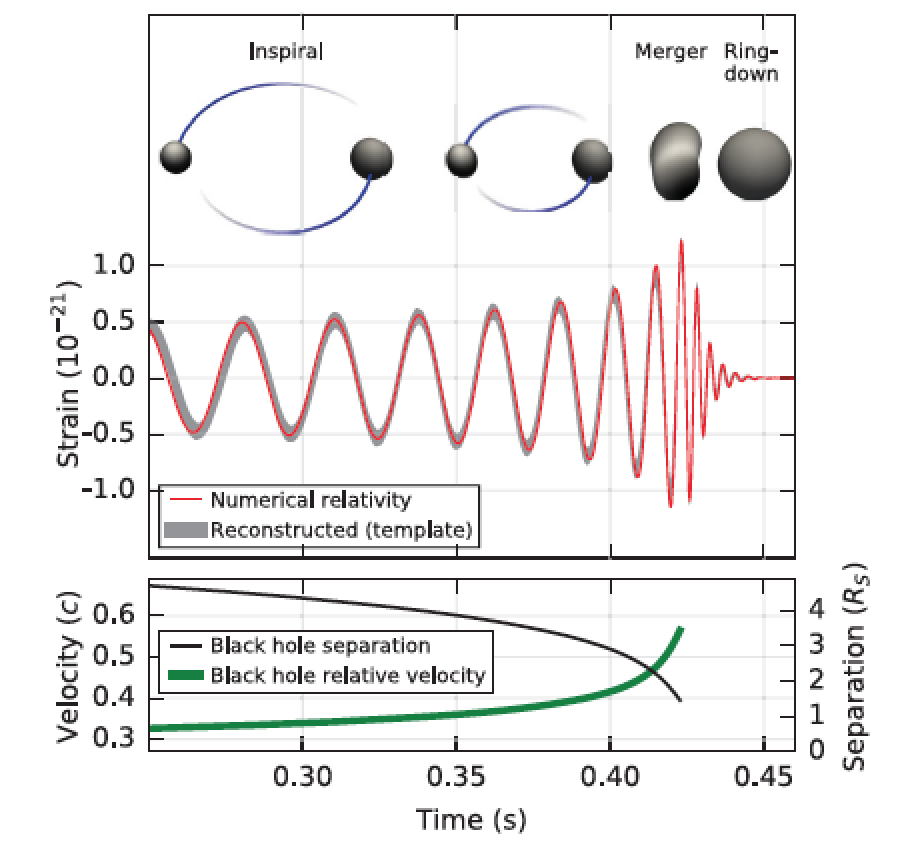 Inspiral
Merger
Ring-
down
Strain (10⁻²¹)
1.0
0.5
0.0
-0.5
-1.0
Numerical relativity
Reconstructed (template)
Velocity (c)
0.6
0.5
0.4
0.3
Black hole separation
Black hole relative velocity
4
3
2
1
0
Separation (R_S)
0.30 0.35 0.40 0.45
Time (s)